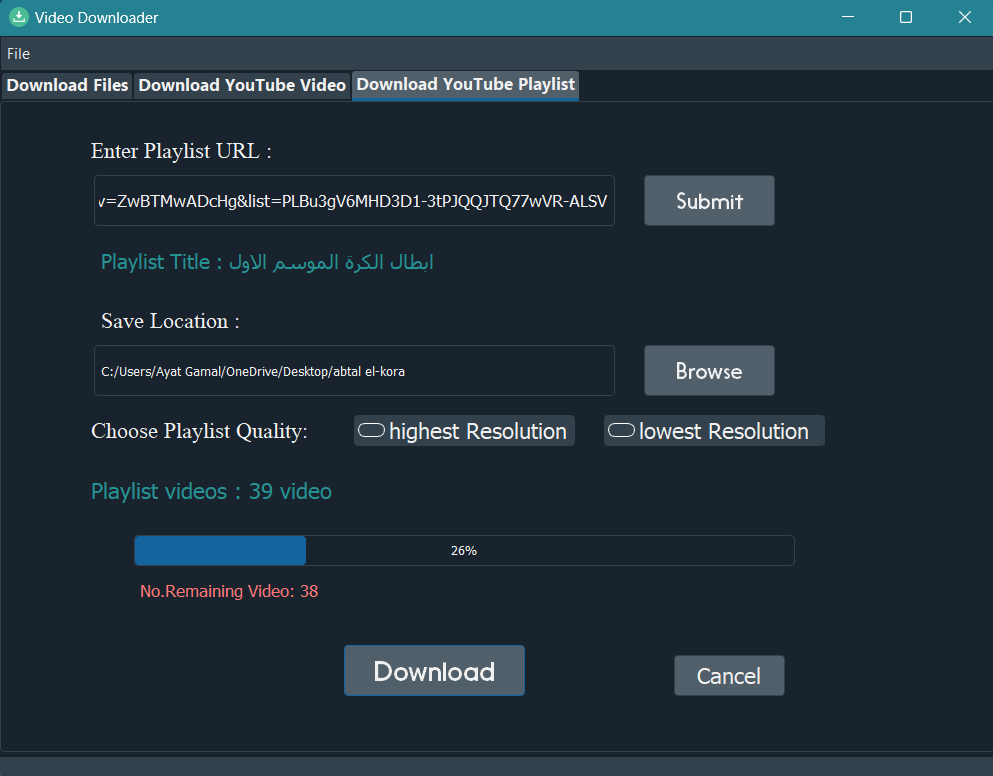 Video Downloader
File
Download Files Download YouTube Video Download YouTube Playlist
Enter Playlist URL :
v=ZwBTMwADcHg&list=PLBu3gV6MHD3D1-3tPJQQJTQ77wVR-ALSV Submit
Playlist Title : ابطال الكرة الموسم الاول
Save Location :
C:/Users/Ayat Gamal/OneDrive/Desktop/abtal el-kora Browse
Choose Playlist Quality: highest Resolution lowest Resolution
Playlist videos : 39 video
26%
No.Remaining Video: 38
Download Cancel